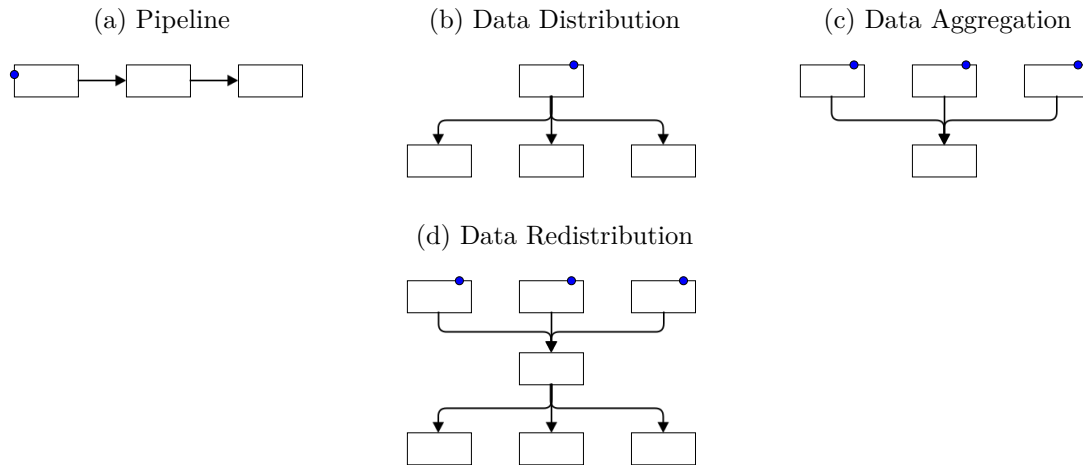 (a) Pipeline
(b) Data Distribution
(c) Data Aggregation
(d) Data Redistribution